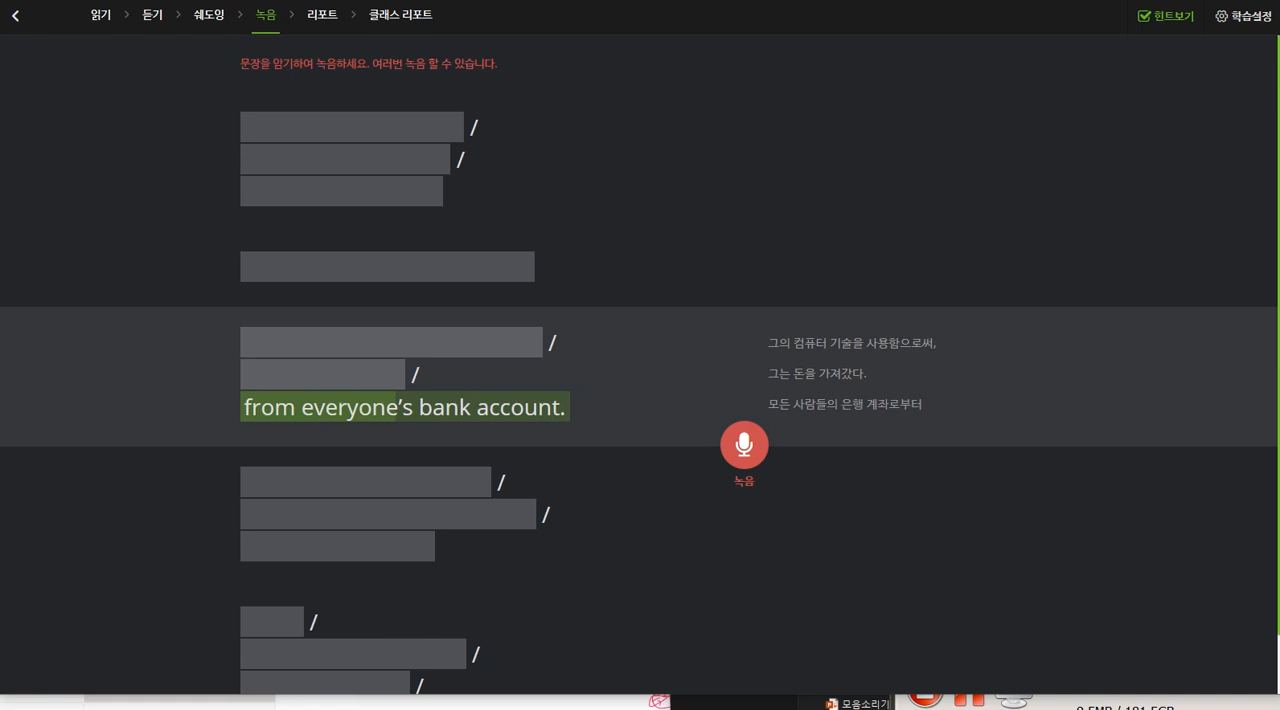 읽기 > 듣기 > 쉐도잉 > 녹음 > 리포트 > 클래스 리포트
힌트보기 학습설정
문장을 암기하여 녹음하세요. 여러번 녹음 할 수 있습니다.
/
/
/
그의 컴퓨터 기술을 사용함으로써,
/
그는 돈을 가져갔다.
from everyone’s bank account.
모든 사람들의 은행 계좌로부터
녹음
/
/
/
/
/
모음소리기